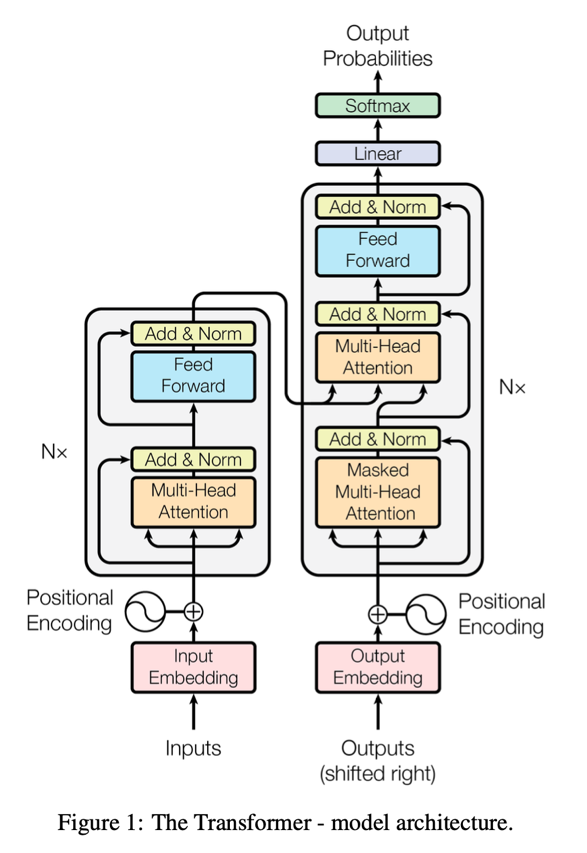 Output
Probabilities
Softmax
Linear
Add & Norm
Feed
Forward
Add & Norm
Multi-Head
Attention
Add & Norm
Masked
Multi-Head
Attention
Nx
Add & Norm
Feed
Forward
Add & Norm
Multi-Head
Attention
Nx
Positional
Encoding
Positional
Encoding
Input
Embedding
Output
Embedding
Inputs
Outputs
(shifted right)
Figure 1: The Transformer - model architecture.